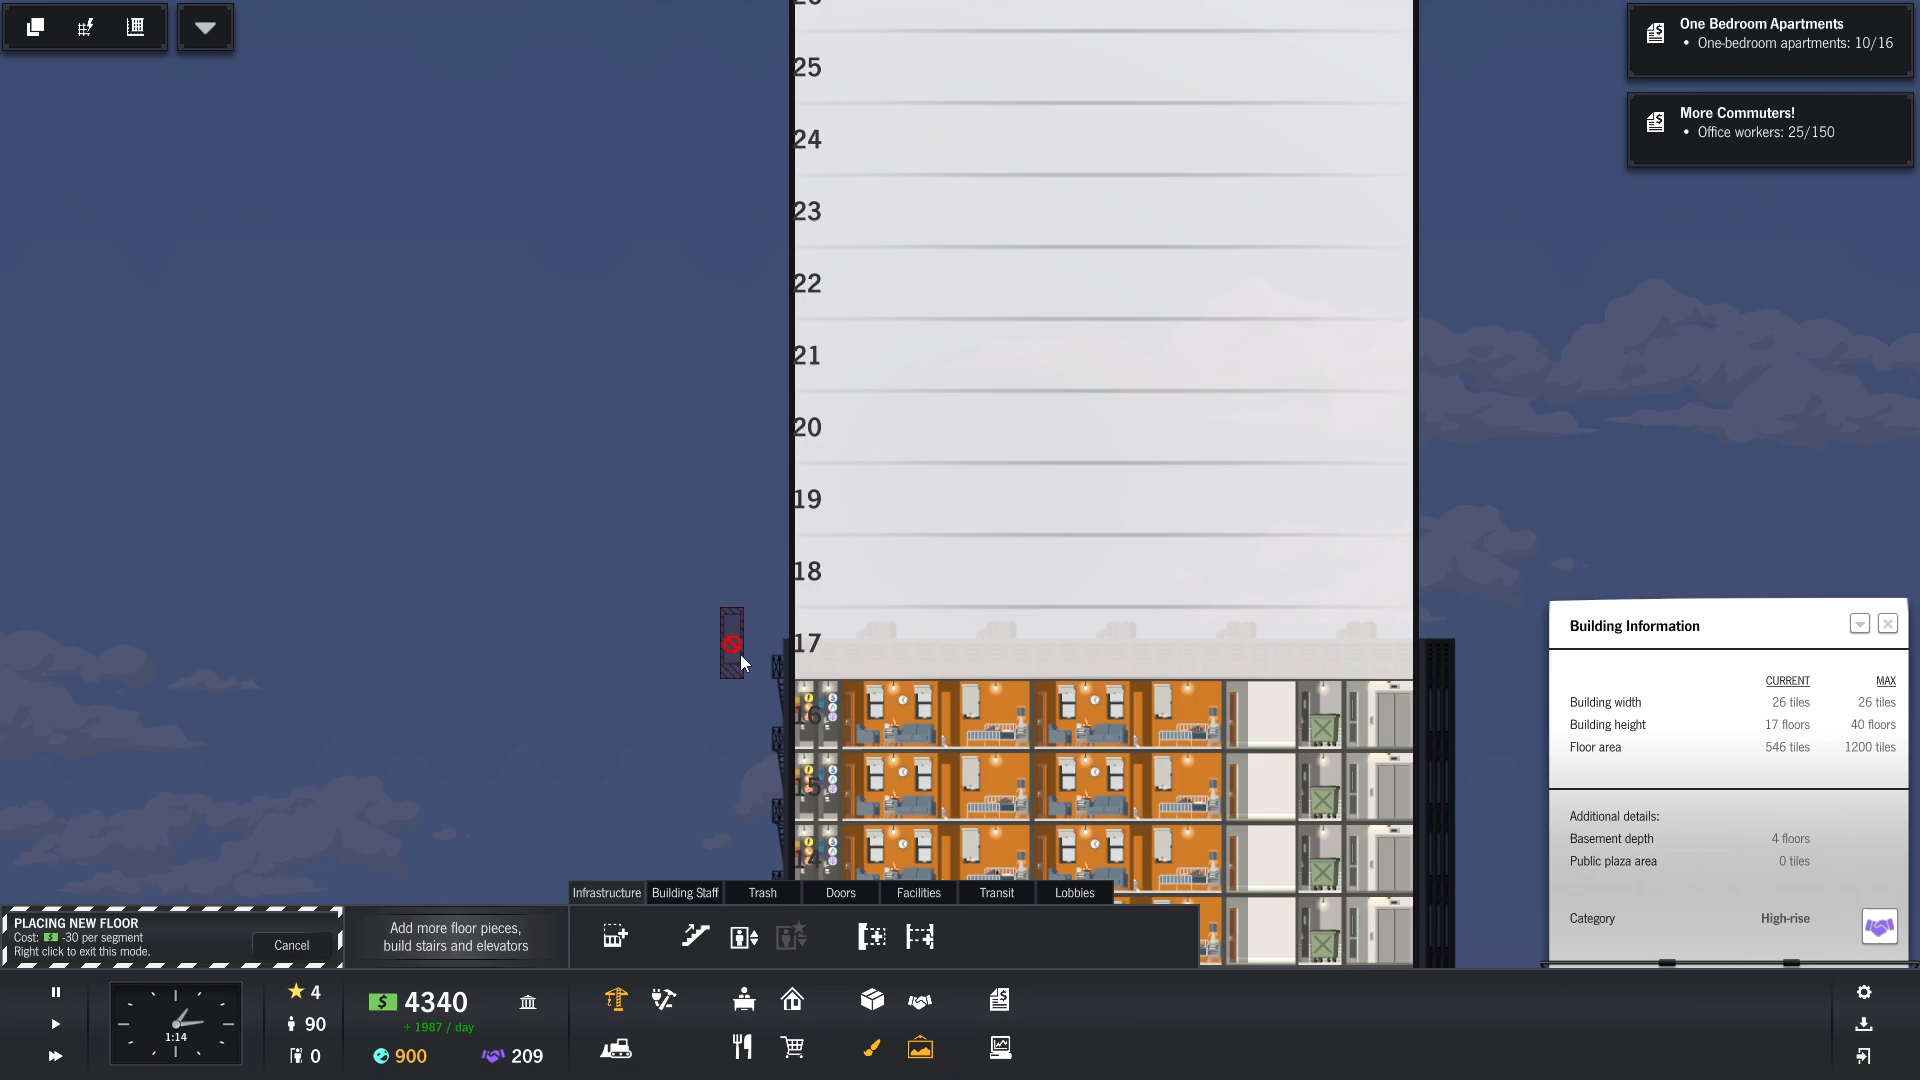 One Bedroom Apartments
• One-bedroom apartments: 10/16
More Commuters!
• Office workers: 25/150
25
24
23
22
21
20
19
18
17
16
15
14
Building Information
CURRENT MAX
Building width 26 tiles 26 tiles
Building height 17 floors 40 floors
Floor area 546 tiles 1200 tiles
Additional details:
Basement depth 4 floors
Public plaza area 0 tiles
Category High-rise
Infrastructure Building Staff Trash Doors Facilities Transit Lobbies
PLACING NEW FLOOR
Cost: $ -30 per segment
Right click to exit this mode.
Cancel
Add more floor pieces,
build stairs and elevators
1:14
4
90
0
$ 4340
+ 1987 / day
900
209